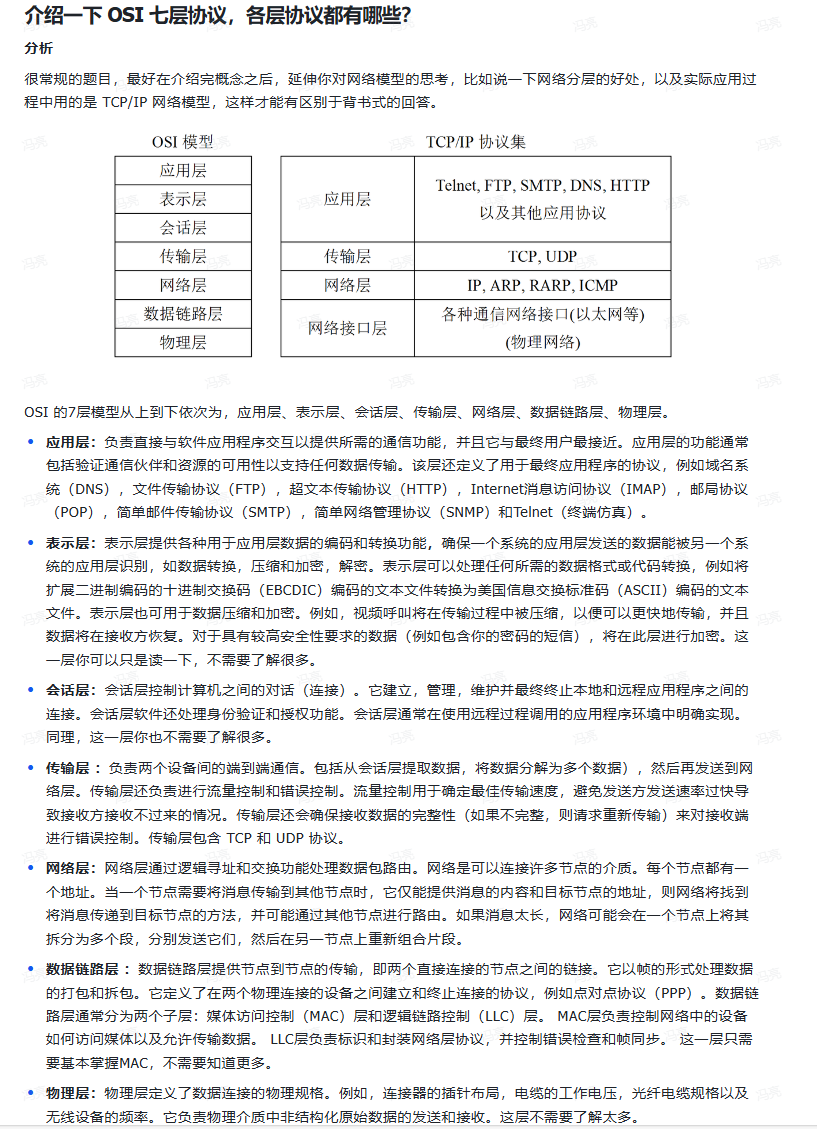 介绍一下 OSI 七层协议，各层协议都有哪些？
分析
很常规的题目，最好在介绍完概念之后，延伸你对网络模型的思考，比如说一下网络分层的好处，以及实际应用过
程中用的是 TCP/IP 网络模型，这样才能有区别于背书式的回答。
OSI 模型
应用层
表示层
会话层
传输层
网络层
数据链路层
物理层
TCP/IP 协议集
应用层
Telnet, FTP, SMTP, DNS, HTTP
以及其他应用协议
传输层
TCP, UDP
网络层
IP, ARP, RARP, ICMP
网络接口层
各种通信网络接口(以太网等)
(物理网络)
OSI 的7层模型从上到下依次为，应用层、表示层、会话层、传输层、网络层、数据链路层、物理层。
• 应用层：负责直接与软件应用程序交互以提供所需的通信功能，并且它与最终用户最接近。应用层的功能通常
包括验证通信伙伴和资源的可用性以支持任何数据传输。该层还定义了用于最终应用程序的协议，例如域名系
统（DNS），文件传输协议（FTP），超文本传输协议（HTTP），Internet消息访问协议（IMAP），邮局协议
（POP），简单邮件传输协议（SMTP），简单网络管理协议（SNMP）和Telnet（终端仿真）。
• 表示层：表示层提供各种用于应用层数据的编码和转换功能，确保一个系统的应用层发送的数据能被另一个系
统的应用层识别，如数据转换，压缩和加密，解密。表示层可以处理任何所需的数据格式或代码转换，例如将
扩展二进制编码的十进制交换码（EBCDIC）编码的文本文件转换为美国信息交换标准码（ASCII）编码的文本
文件。表示层也可用于数据压缩和加密。例如，视频呼叫将在传输过程中被压缩，以便可以更快地传输，并且
数据将在接收方恢复。对于具有较高安全性要求的数据（例如包含你的密码的短信），将在此层进行加密。这
一层你可以只是读一下，不需要了解很多。
• 会话层：会话层控制计算机之间的对话（连接）。它建立，管理，维护并最终终止本地和远程应用程序之间的
连接。会话层软件还处理身份验证和授权功能。会话层通常在使用远程过程调用的应用程序环境中明确实现。
同理，这一层你也不需要了解很多。
• 传输层 ：负责两个设备间的端到端通信。包括从会话层提取数据，将数据分解为多个数据），然后再发送到网
络层。传输层还负责进行流量控制和错误控制。流量控制用于确定最佳传输速度，避免发送方发送速率过快导
致接收方接收不过来的情况。传输层还会确保接收数据的完整性（如果不完整，则请求重新传输）来对接收端
进行错误控制。传输层包含 TCP 和 UDP 协议。
• 网络层：网络层通过逻辑寻址和交换功能处理数据包路由。网络是可以连接许多节点的介质。每个节点都有一
个地址。当一个节点需要将消息传输到其他节点时，它仅能提供消息的内容和目标节点的地址，则网络将找到
将消息传递到目标节点的方法，并可能通过其他节点进行路由。如果消息太长，网络可能会在一个节点上将其
拆分为多个段，分别发送它们，然后在另一节点上重新组合片段。
• 数据链路层 ：数据链路层提供节点到节点的传输，即两个直接连接的节点之间的链接。它以帧的形式处理数据
的打包和拆包。它定义了在两个物理连接的设备之间建立和终止连接的协议，例如点对点协议（PPP）。数据链
路层通常分为两个子层：媒体访问控制（MAC）层和逻辑链路控制（LLC）层。 MAC层负责控制网络中的设备
如何访问媒体以及允许传输数据。 LLC层负责标识和封装网络层协议，并控制错误检查和帧同步。 这一层只需
要基本掌握MAC，不需要知道更多。
• 物理层：物理层定义了数据连接的物理规格。例如，连接器的插针布局，电缆的工作电压，光纤电缆规格以及
无线设备的频率。它负责物理介质中非结构化原始数据的发送和接收。这层不需要了解太多。